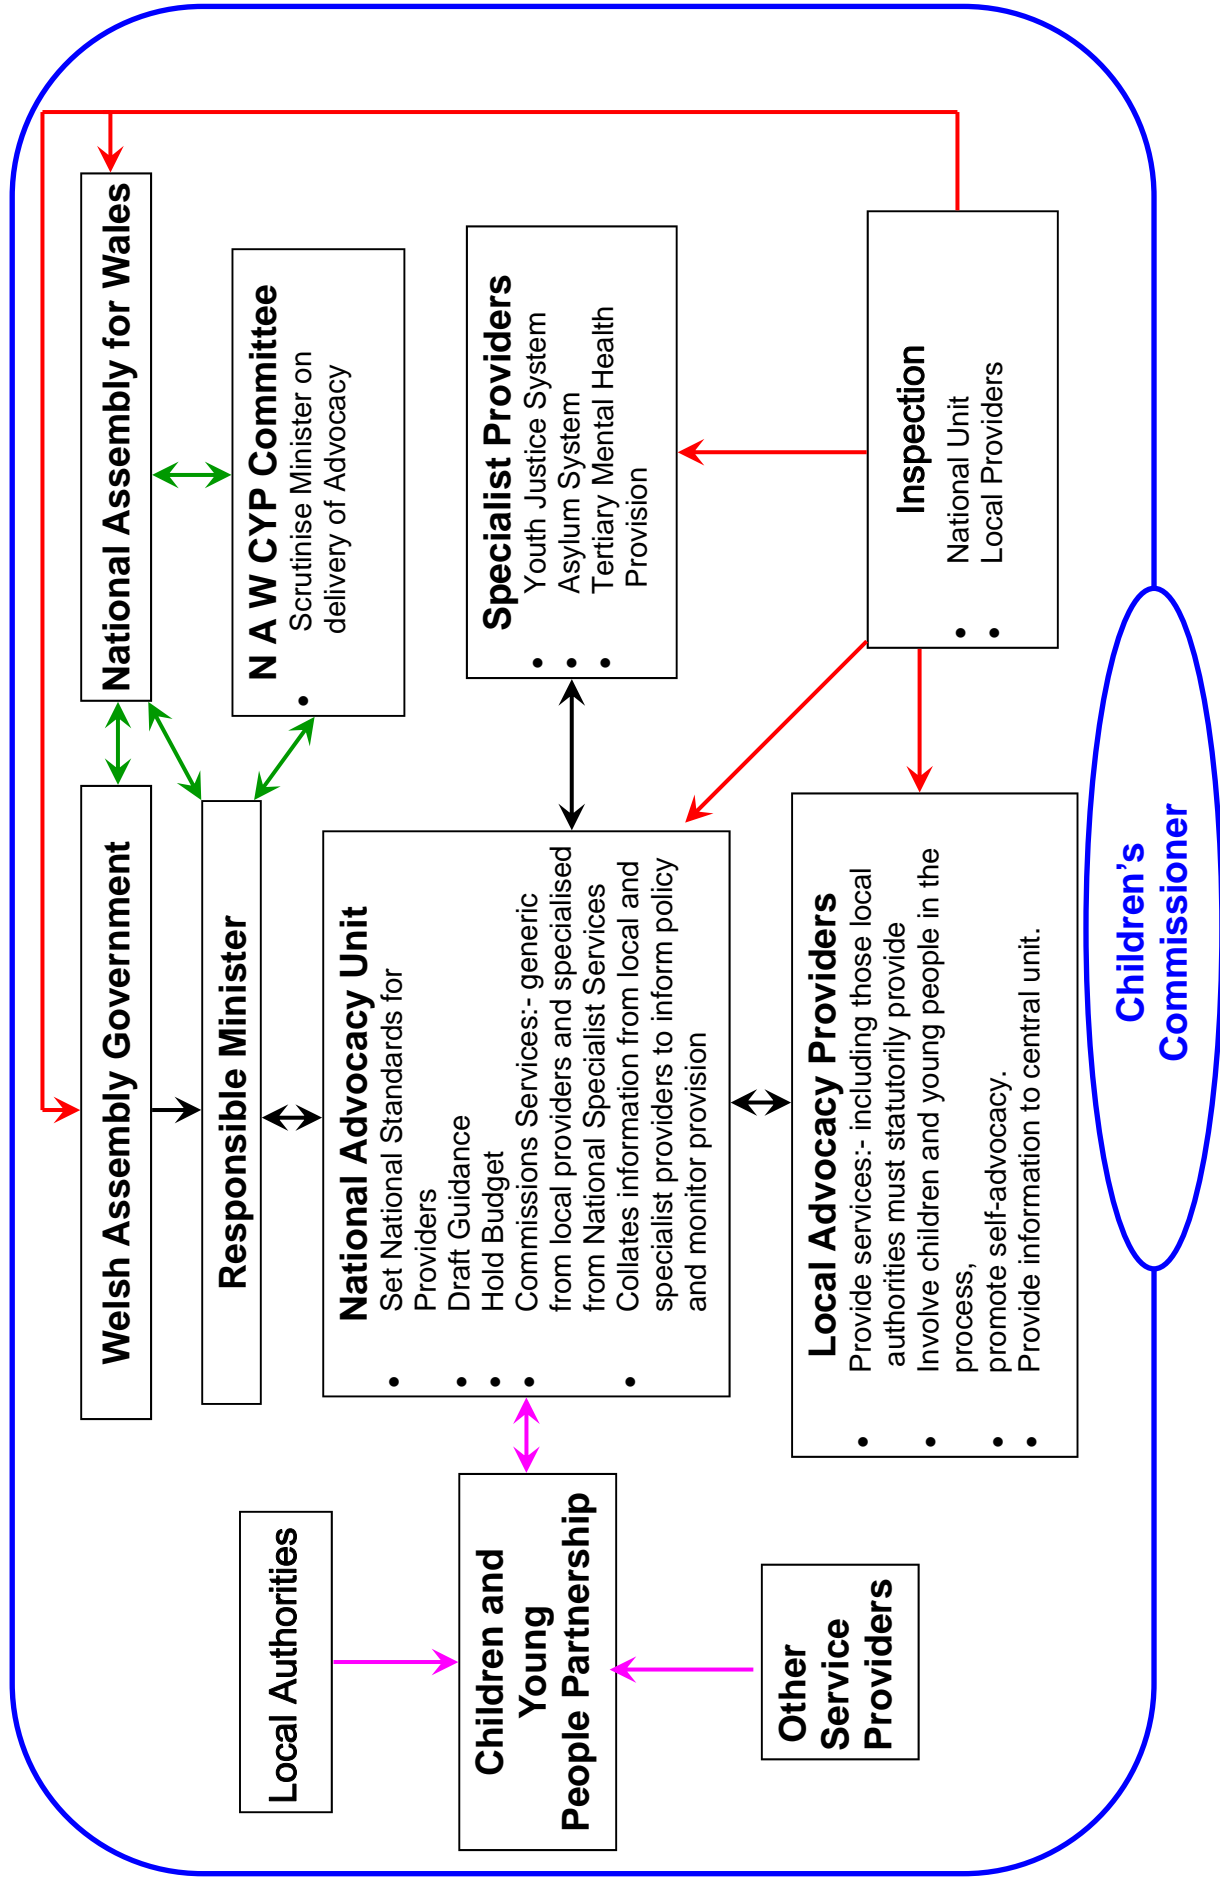 Welsh Assembly Government
National Assembly for Wales
Responsible Minister
N A W CYP Committee
• Scrutinise Minister on
delivery of Advocacy
Local Authorities
National Advocacy Unit
• Set National Standards for
Providers
• Draft Guidance
• Hold Budget
• Commissions Services:- generic
from local providers and specialised
from National Specialist Services
• Collates information from local and
specialist providers to inform policy
and monitor provision
Specialist Providers
• Youth Justice System
• Asylum System
• Tertiary Mental Health
Provision
Children and
Young
People Partnership
Other
Service
Providers
Local Advocacy Providers
• Provide services:- including those local
authorities must statutorily provide
• Involve children and young people in the
process,
• promote self-advocacy.
• Provide information to central unit.
Inspection
• National Unit
• Local Providers
Children's
Commissioner